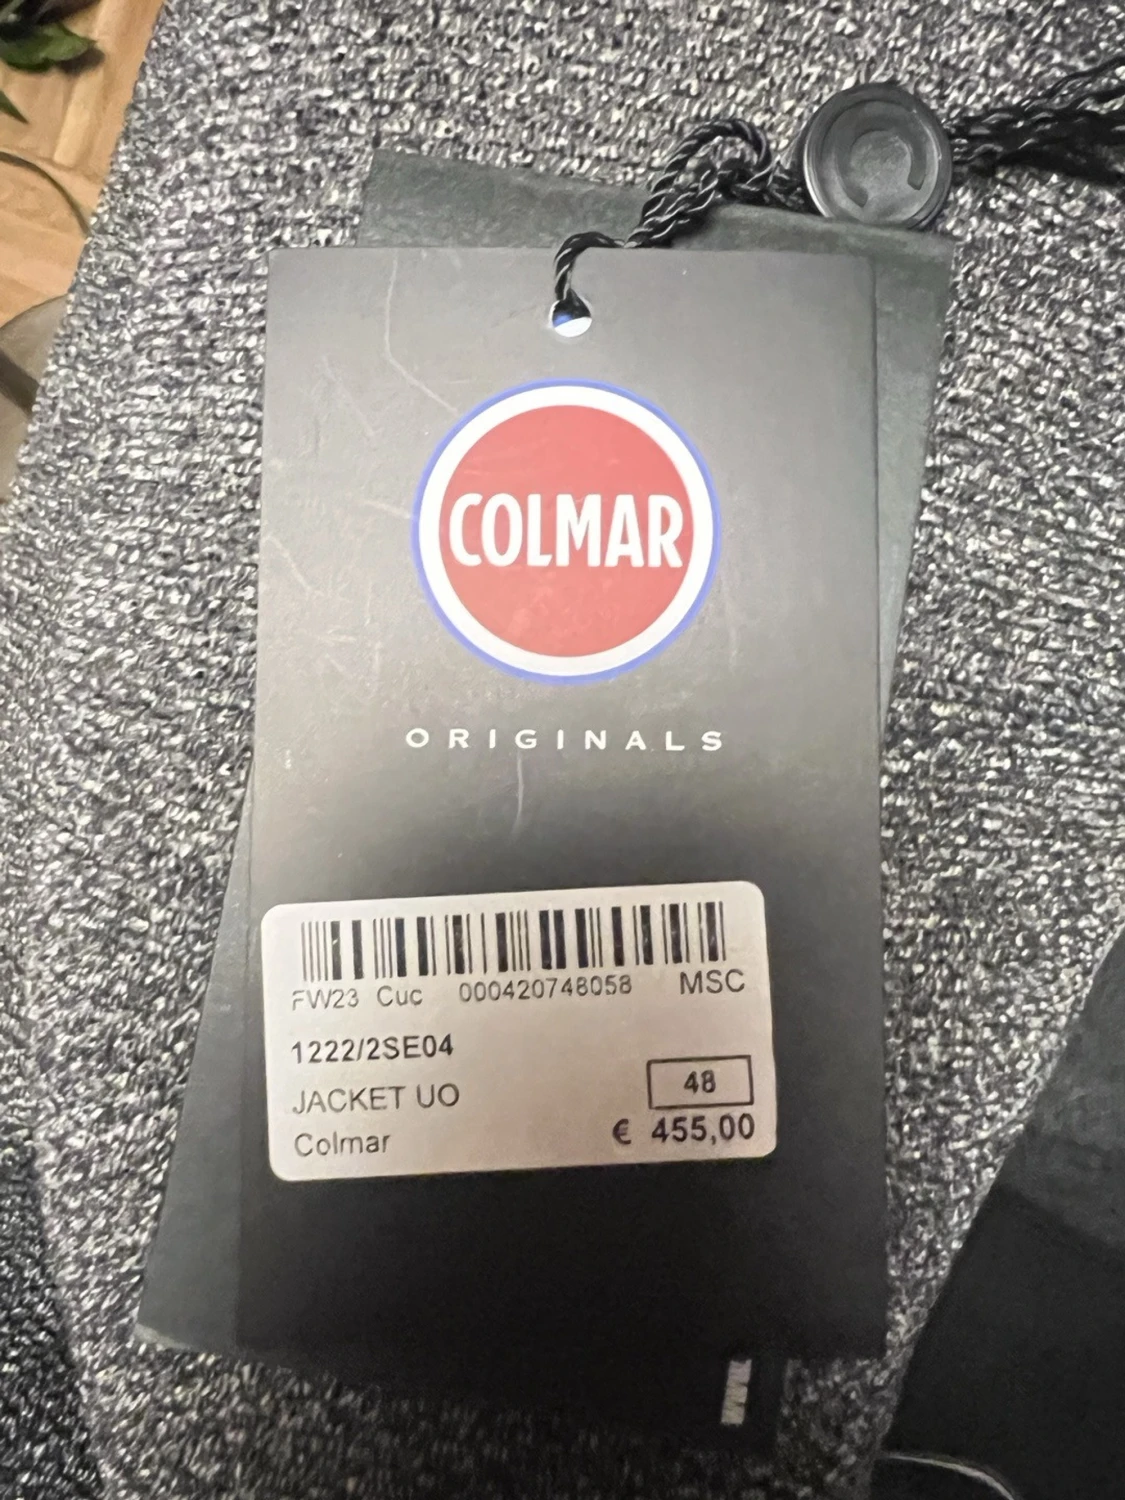 COLMAR
ORIGINALS
FW23 Cuc 000420748058 MSC
1222/2SE04
JACKET UO 48
Colmar € 455,00